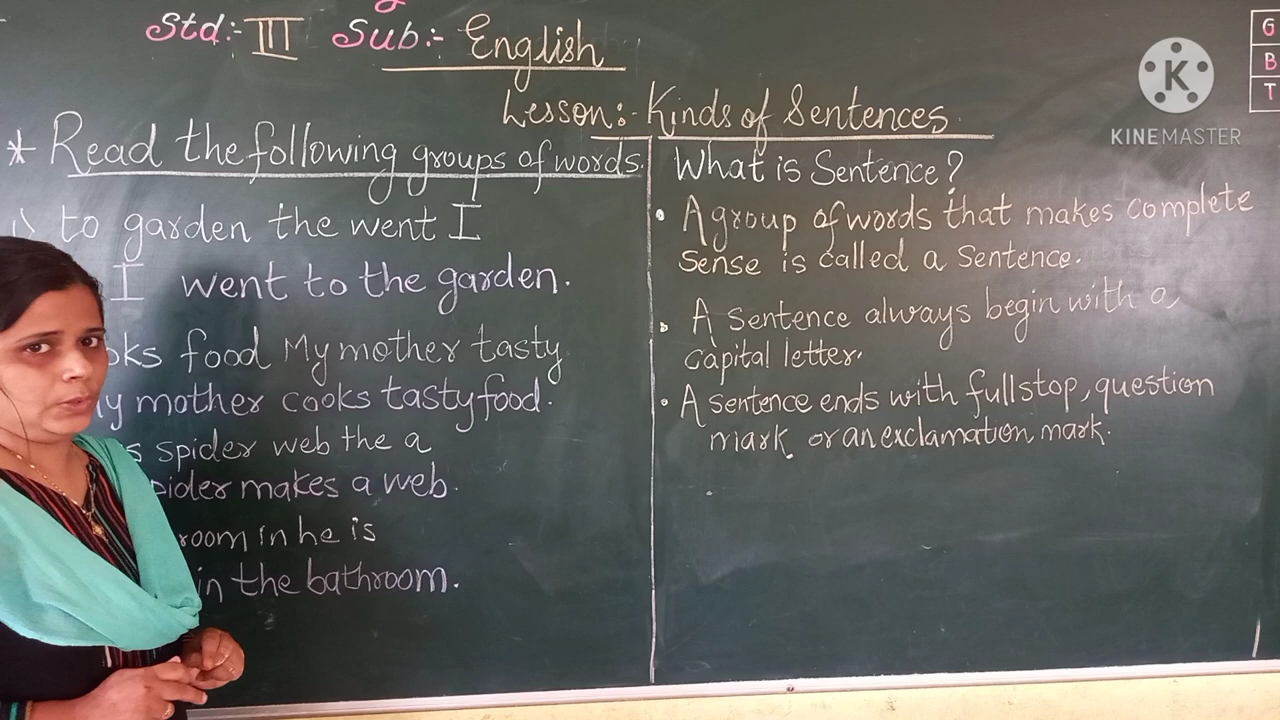 Std:- III Sub:- English
Lesson:- Kinds of Sentences.
* Read the following groups of words.
to garden the went I
I went to the garden.
food My mother tasty
mother cooks tasty food.
spider web the a
makes a web.
room in he is
in the bathroom.
What is Sentence?
• A group of words that makes complete
sense is called a Sentence.
• A Sentence always begin with a
capital letter.
• A sentence ends with fullstop, question
mark or an exclamation mark.
G
B
T
K
KINEMASTER